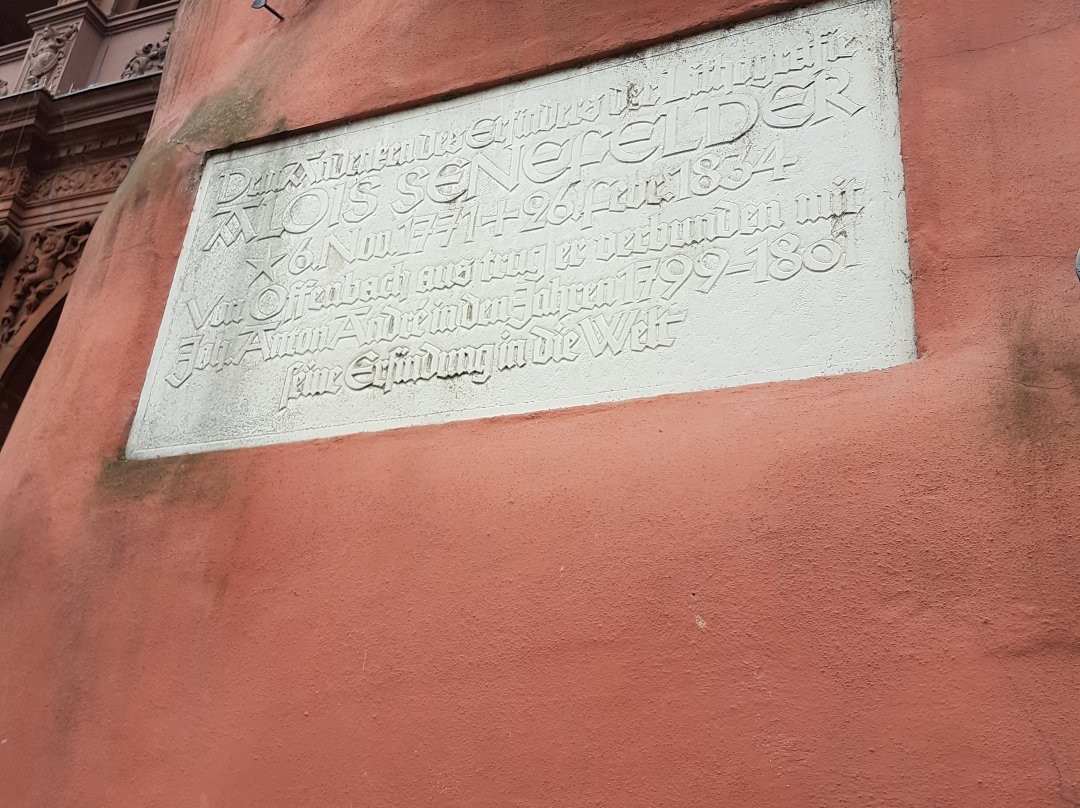 Dem Andenken des Erfinders der Lithografie
ALOIS SENEFELDER
* 6. Nov. 1771 + 26. Febr. 1834
Von Offenbach aus trug er verbunden mit
Joh. Anton André in den Jahren 1799-1801
seine Erfindung in die Welt